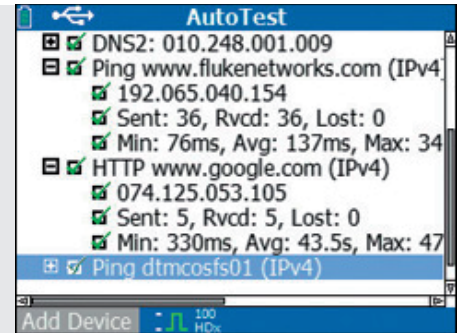 AutoTest
DNS2: 010.248.001.009
Ping www.flukenetworks.com (IPv4
192.065.040.154
Sent: 36, Rvcd: 36, Lost: 0
Min: 76ms, Avg: 137ms, Max: 34
HTTP www.google.com (IPv4)
074.125.053.105
Sent: 5, Rvcd: 5, Lost: 0
Min: 330ms, Avg: 43.5s, Max: 47
Ping dtmcosfs01 (IPv4)
Add Device
100
HDx